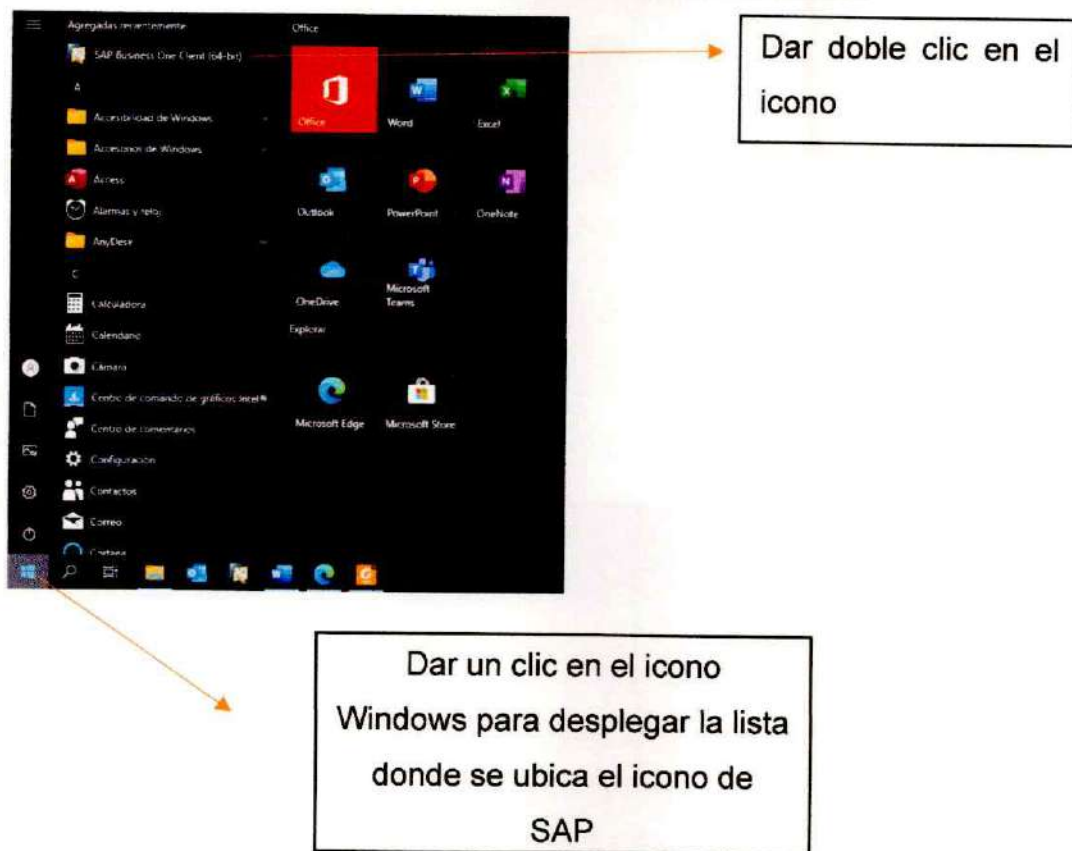 Agregadas recientemente
SAP Business One Client (64-bit)
A
Accesibilidad de Windows
Accesorios de Windows
Access
Alarmas y reloj
AnyDesk
C
Calculadora
Calendario
Cámara
Centro de comando de gráficos Intel®
Centro de comentarios
Configuración
Contactos
Correo
Cortana
Office
Office
Word
Excel
Outlook
PowerPoint
OneNote
OneDrive
Microsoft
Teams
Explorar
Microsoft Edge
Microsoft Store
Dar doble clic en el
icono
Dar un clic en el icono
Windows para desplegar la lista
donde se ubica el icono de
SAP